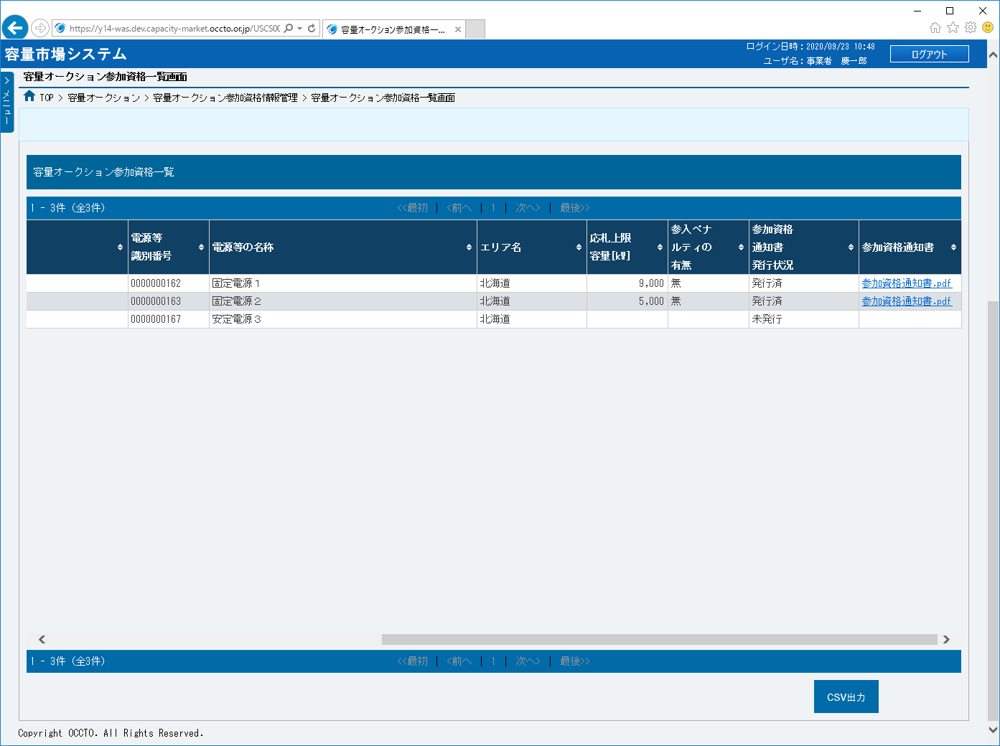 https://y14-was.dev.capacity-market.occto.or.jp/USCS00
容量オークション参加資格一...
容量市場システム
ログイン日時：2020/09/23 10:48
ユーザ名：事業者　慶一郎
ログアウト
メニュー
容量オークション参加資格一覧画面
TOP > 容量オークション > 容量オークション参加資格情報管理 > 容量オークション参加資格一覧画面
容量オークション参加資格一覧
1 - 3件 (全3件)
<<最初 | <前へ | 1 | 次へ> | 最後>>
電源等
識別番号
電源等の名称
エリア名
応札上限
容量[kW]
参入ペナ
ルティの
有無
参加資格
通知書
発行状況
参加資格通知書
0000000162 固定電源１ 北海道 9,000 無 発行済 参加資格通知書.pdf
0000000163 固定電源２ 北海道 5,000 無 発行済 参加資格通知書.pdf
0000000167 安定電源３ 北海道 未発行
1 - 3件 (全3件)
<<最初 | <前へ | 1 | 次へ> | 最後>>
CSV出力
Copyright OCCTO. All Rights Reserved.